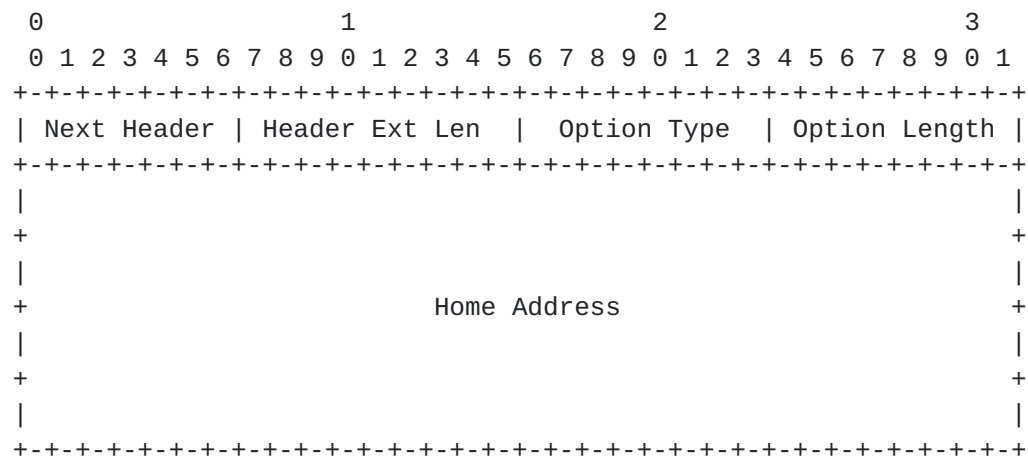 0                   1                   2                   3
 0 1 2 3 4 5 6 7 8 9 0 1 2 3 4 5 6 7 8 9 0 1 2 3 4 5 6 7 8 9 0 1
+-+-+-+-+-+-+-+-+-+-+-+-+-+-+-+-+-+-+-+-+-+-+-+-+-+-+-+-+-+-+-+-+
| Next Header | Header Ext Len  |  Option Type  | Option Length |
+-+-+-+-+-+-+-+-+-+-+-+-+-+-+-+-+-+-+-+-+-+-+-+-+-+-+-+-+-+-+-+-+
|                                                               |
+                                                               +
|                                                               |
+                          Home Address                         +
|                                                               |
+                                                               +
|                                                               |
+-+-+-+-+-+-+-+-+-+-+-+-+-+-+-+-+-+-+-+-+-+-+-+-+-+-+-+-+-+-+-+-+